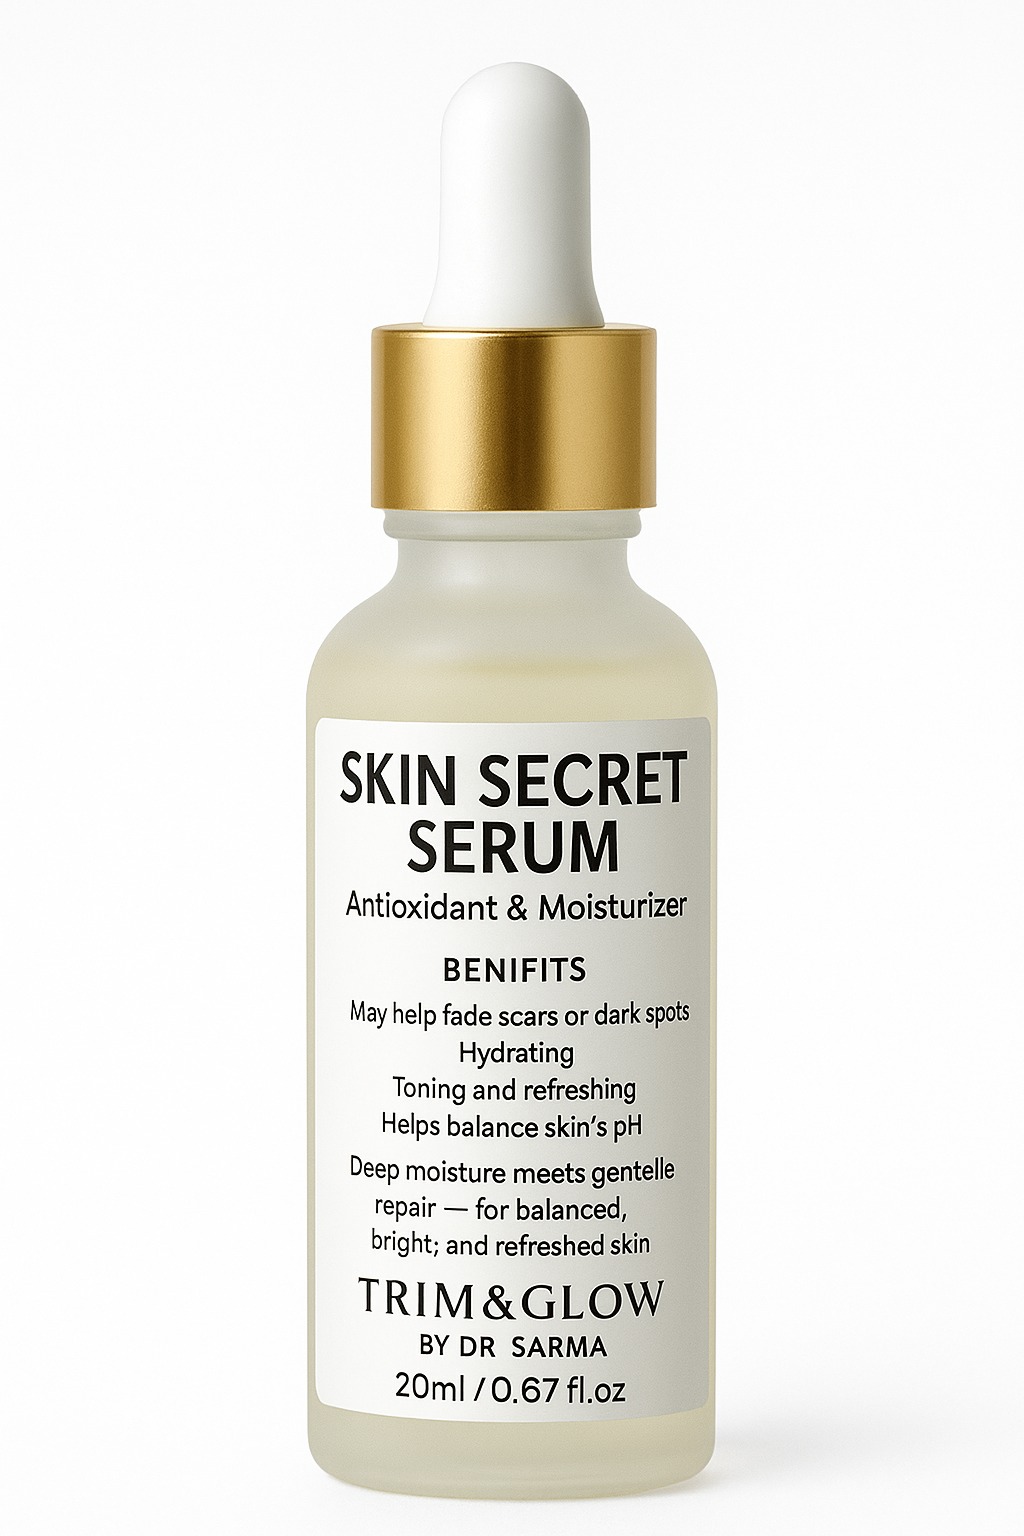 SKIN SECRET
SERUM
Antioxidant & Moisturizer
BENIFITS
May help fade scars or dark spots
Hydrating
Toning and refreshing
Helps balance skin's pH
Deep moisture meets gentelle
repair — for balanced,
bright; and refreshed skin
TRIM&GLOW
BY DR SARMA
20ml / 0.67 fl.oz